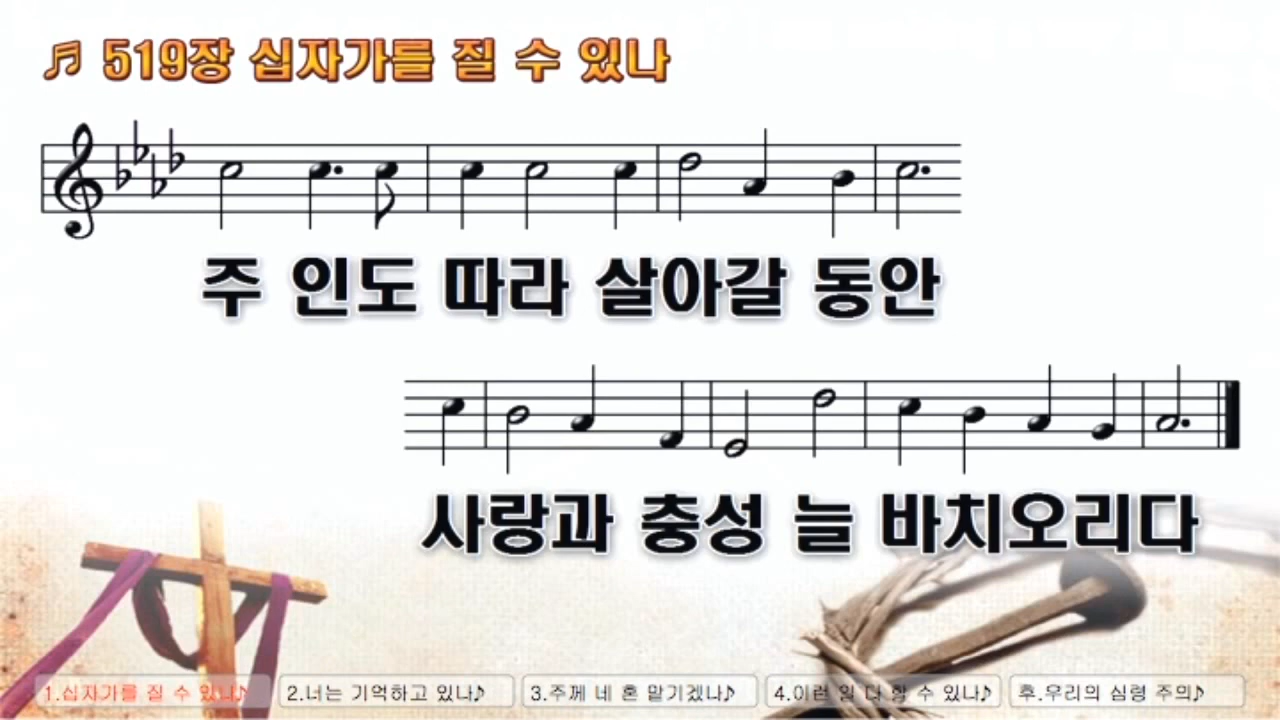 ♬ 519장 십자가를 질 수 있나
주 인도 따라 살아갈 동안
사랑과 충성 늘 바치오리다
1.십자가를 질 수 있나♪ 2.너는 기억하고 있나♪ 3.주께 네 혼 맡기겠나♪ 4.이런 일 다 할 수 있나♪ 후.우리의 심령 주의♪